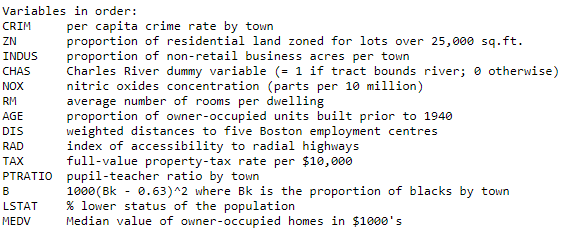 Variables in order:
CRIM     per capita crime rate by town
ZN       proportion of residential land zoned for lots over 25,000 sq.ft.
INDUS    proportion of non-retail business acres per town
CHAS     Charles River dummy variable (= 1 if tract bounds river; 0 otherwise)
NOX      nitric oxides concentration (parts per 10 million)
RM       average number of rooms per dwelling
AGE      proportion of owner-occupied units built prior to 1940
DIS      weighted distances to five Boston employment centres
RAD      index of accessibility to radial highways
TAX      full-value property-tax rate per $10,000
PTRATIO  pupil-teacher ratio by town
B        1000(Bk - 0.63)^2 where Bk is the proportion of blacks by town
LSTAT    % lower status of the population
MEDV     Median value of owner-occupied homes in $1000's